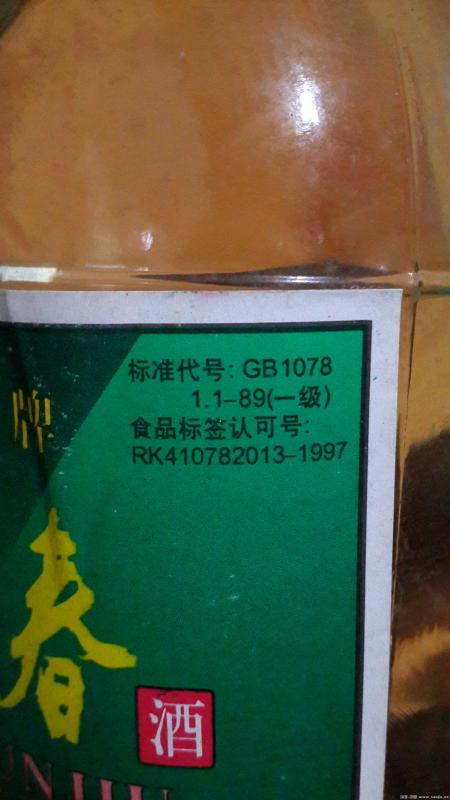 标准代号: GB1078
1.1-89(一级)
食品标签认可号:
RK410782013-1997
牌
春
酒
UNJIU